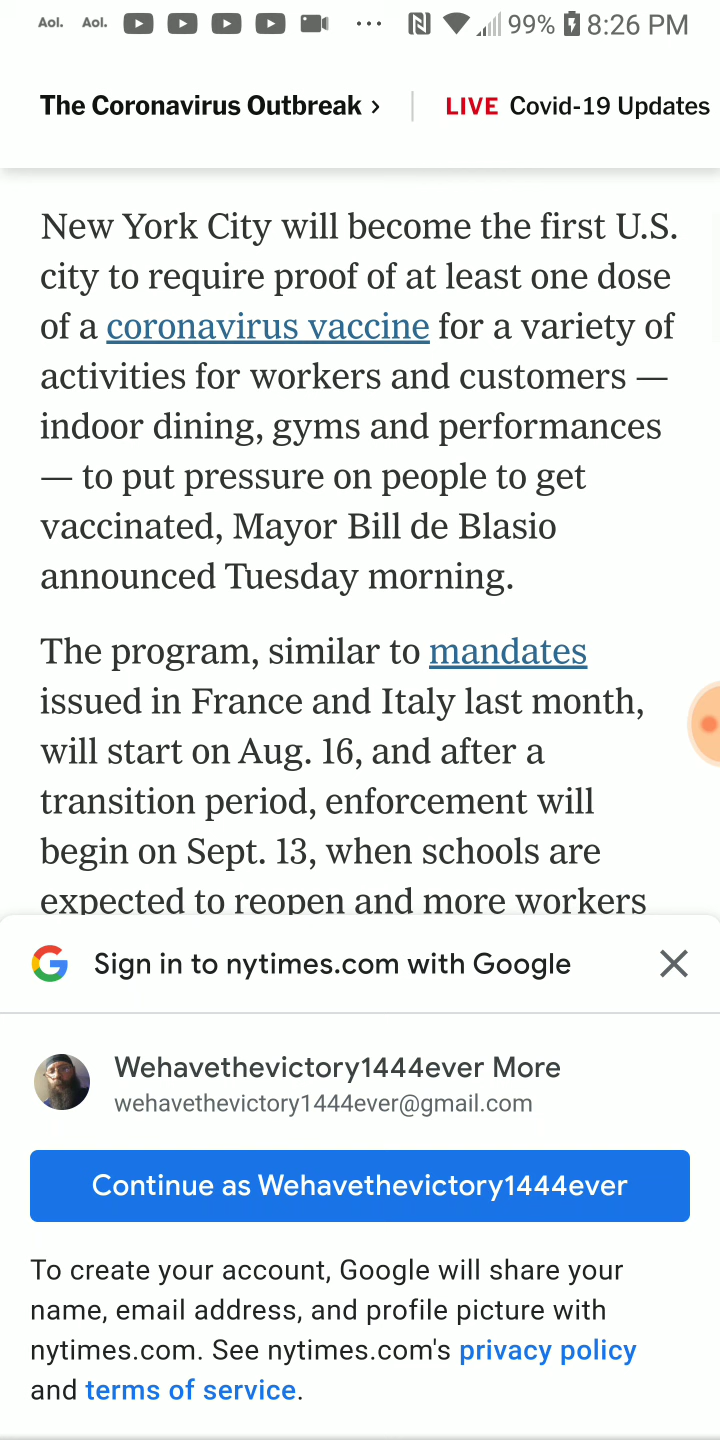 Aol. Aol. ... 99% 8:26 PM
The Coronavirus Outbreak > LIVE Covid-19 Updates
New York City will become the first U.S.
city to require proof of at least one dose
of a coronavirus vaccine for a variety of
activities for workers and customers —
indoor dining, gyms and performances
— to put pressure on people to get
vaccinated, Mayor Bill de Blasio
announced Tuesday morning.
The program, similar to mandates
issued in France and Italy last month,
will start on Aug. 16, and after a
transition period, enforcement will
begin on Sept. 13, when schools are
expected to reopen and more workers
Sign in to nytimes.com with Google
Wehavethevictory1444ever More
wehavethevictory1444ever@gmail.com
Continue as Wehavethevictory1444ever
To create your account, Google will share your
name, email address, and profile picture with
nytimes.com. See nytimes.com's privacy policy
and terms of service.